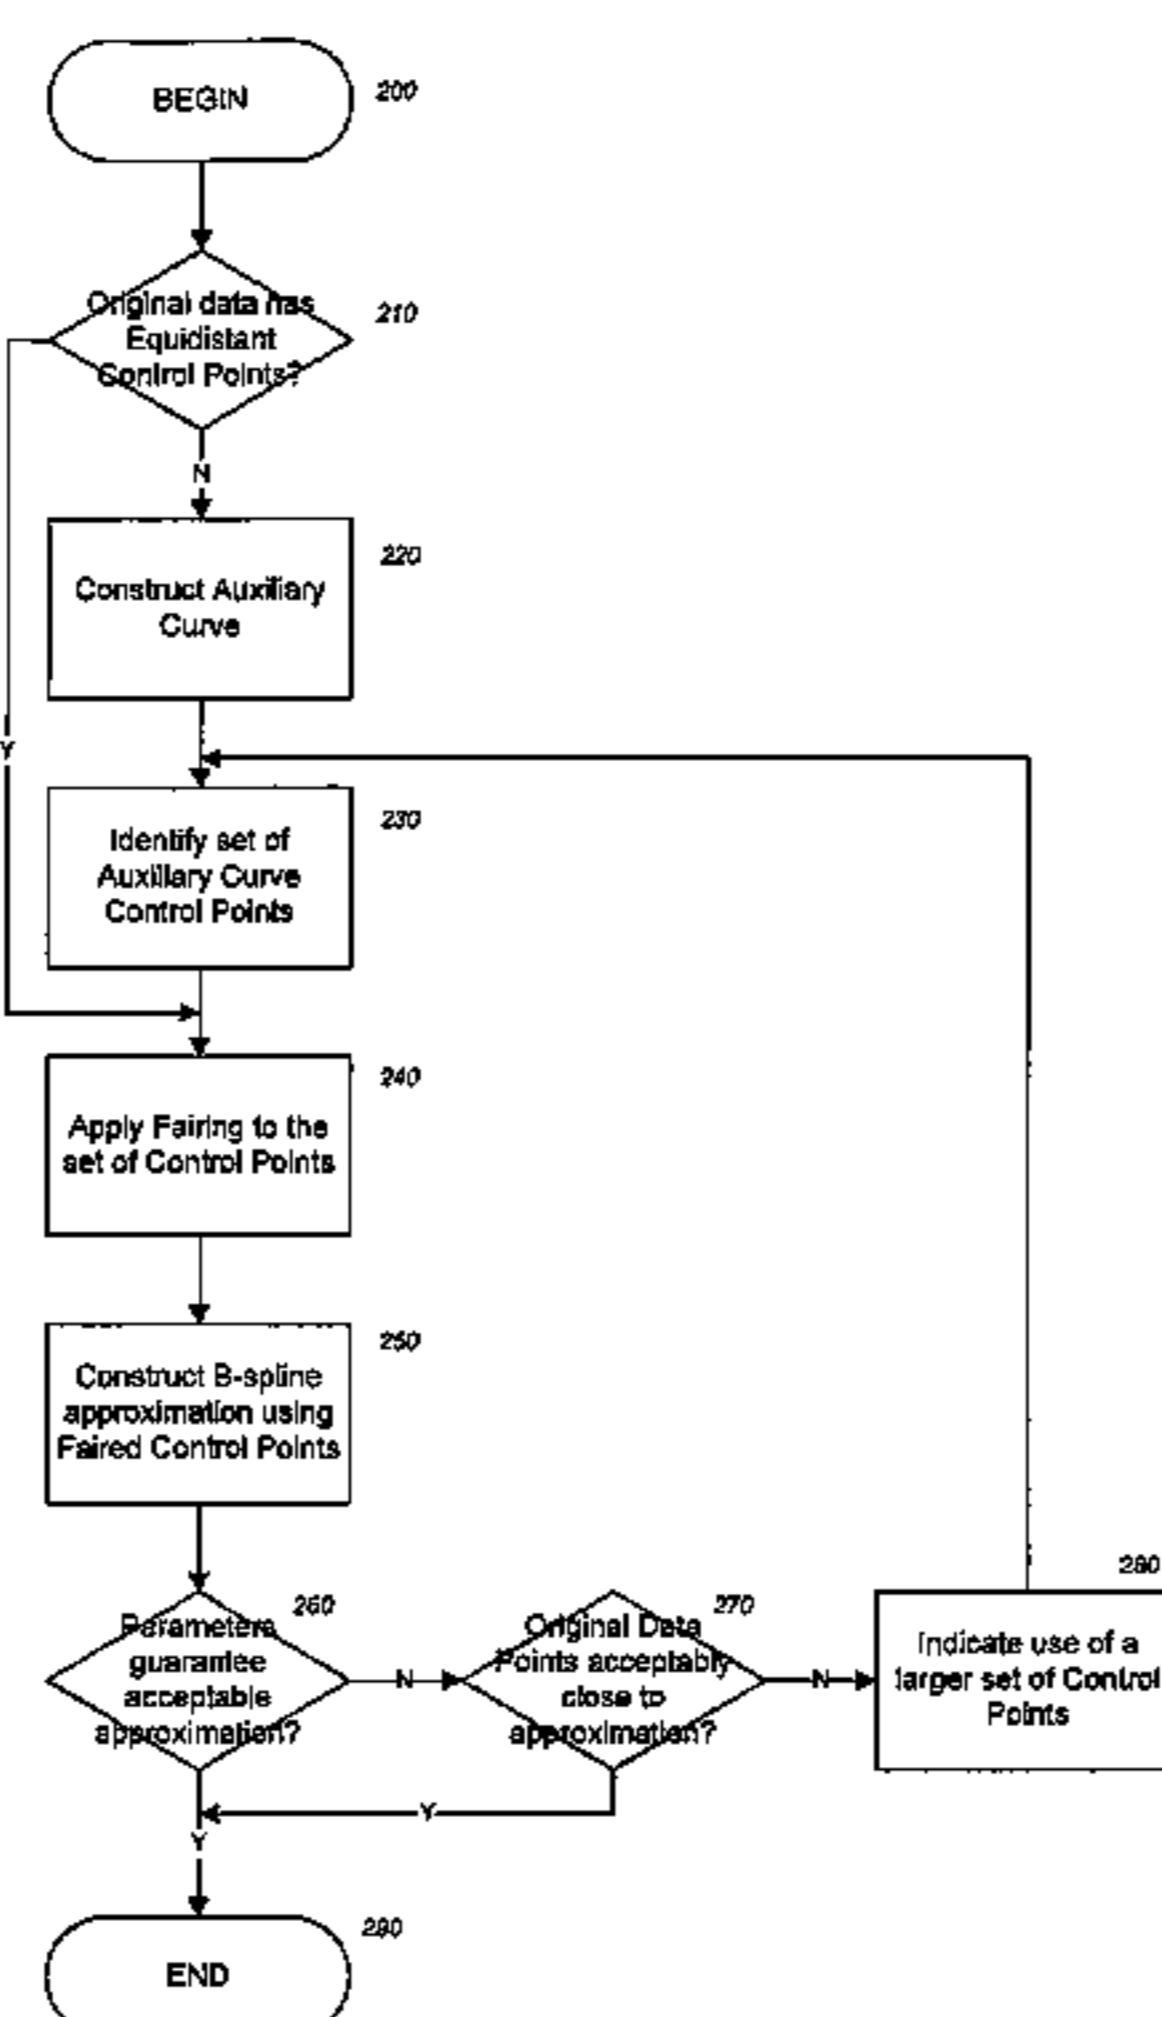 BEGIN
200
Original data has
Equidistant
Control Points?
210
N
Construct Auxiliary
Curve
220
Y
Identify set of
Auxiliary Curve
Control Points
230
Apply Fairing to the
set of Control Points
240
Construct B-spline
approximation using
Faired Control Points
250
Parameters
guarantee
acceptable
approximation?
260
N
Original Data
Points acceptably
close to
approximation?
270
N
Indicate use of a
larger set of Control
Points
280
Y
Y
END
290